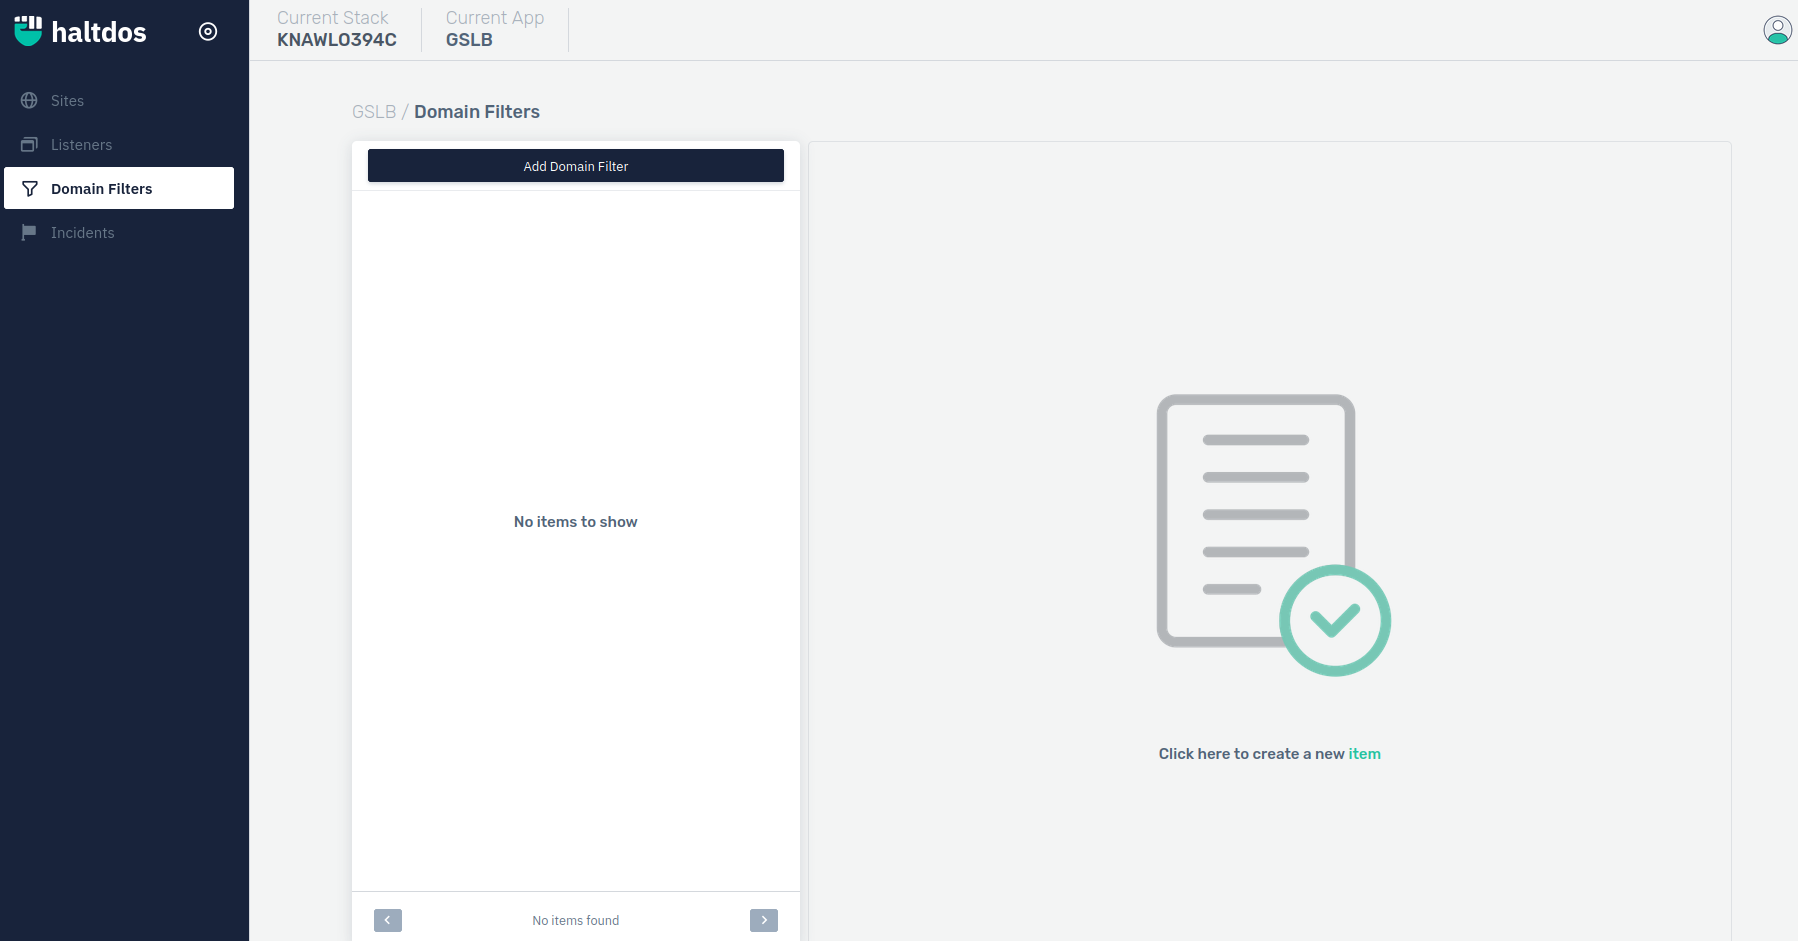 haltdos
Current Stack
KNAWLO394C
Current App
GSLB
Sites
Listeners
Domain Filters
Incidents
GSLB / Domain Filters
Add Domain Filter
No items to show
Click here to create a new item
No items found